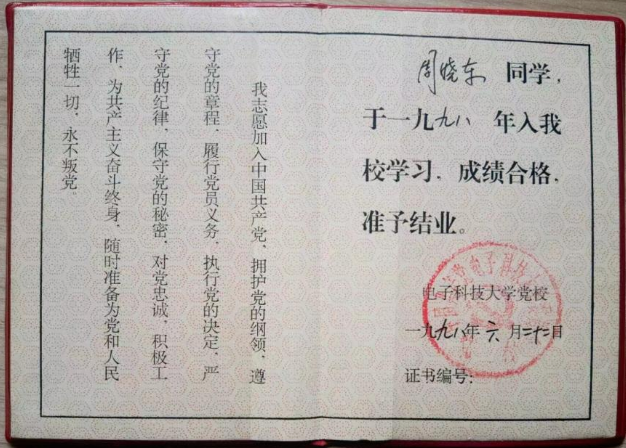 我志愿加入中国共产党，拥护党的纲领，遵
守党的章程，履行党员义务，执行党的决定，严
守党的纪律，保守党的秘密，对党忠诚，积极工
作，为共产主义奋斗终身，随时准备为党和人民
牺牲一切，永不叛党。
周晓东 同学，
于一九九八 年入我
校学习，成绩合格，
准予结业。
电子科技大学党校
一九九八年六月二十二日
证书编号：